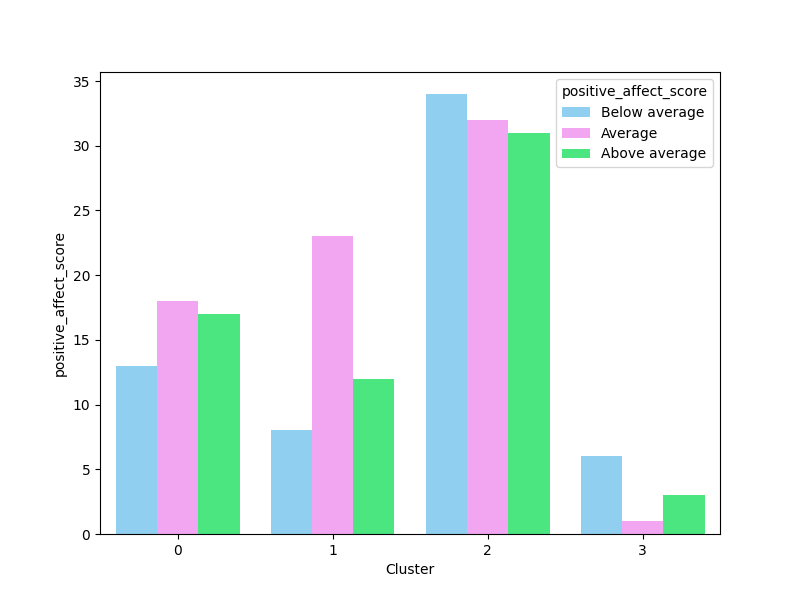 positive_affect_score
Below average
Average
Above average
35
30
25
20
15
10
5
0
positive_affect_score
0 1 2 3
Cluster